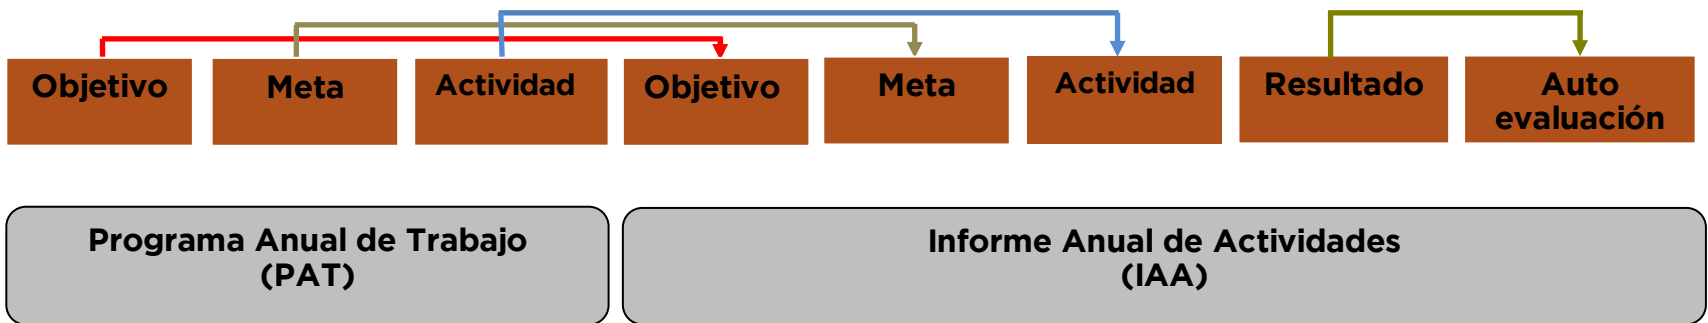 Objetivo
Meta
Actividad
Objetivo
Meta
Actividad
Resultado
Auto
evaluación
Programa Anual de Trabajo
(PAT)
Informe Anual de Actividades
(IAA)